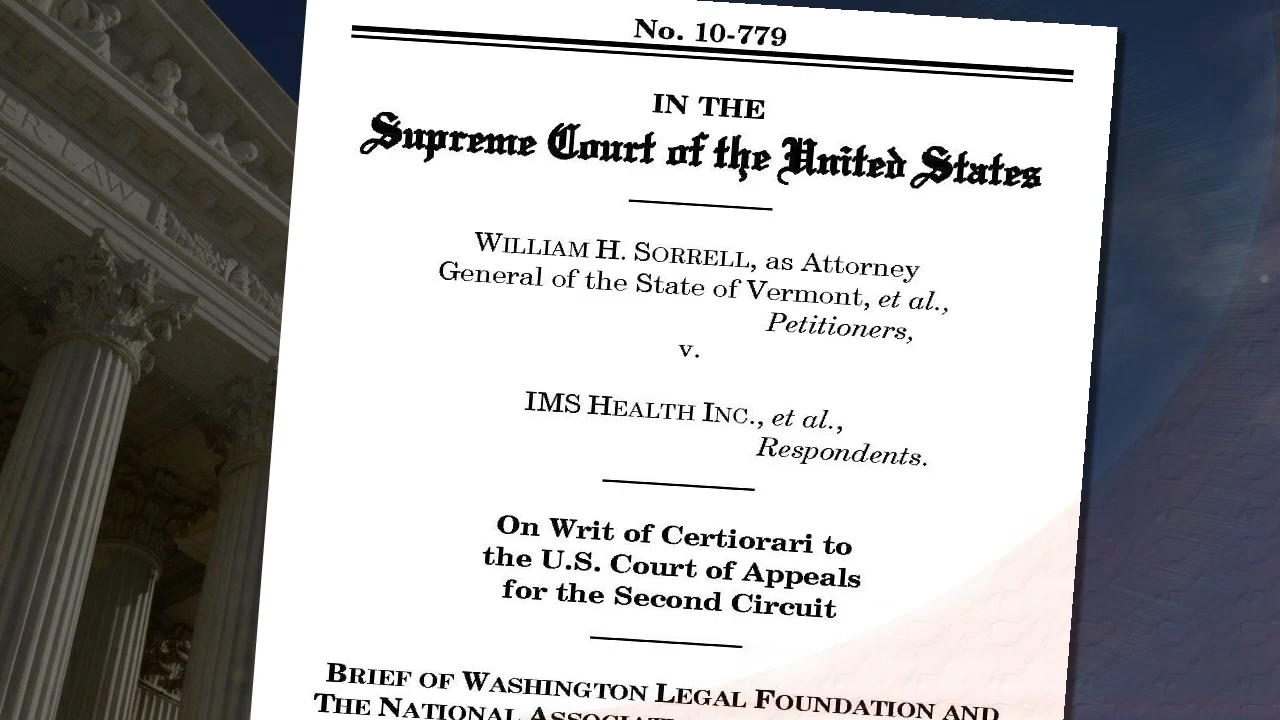 No. 10-779
IN THE
Supreme Court of the United States
WILLIAM H. SORRELL, as Attorney
General of the State of Vermont, et al.,
Petitioners,
v.
IMS HEALTH INC., et al.,
Respondents.
On Writ of Certiorari to
the U.S. Court of Appeals
for the Second Circuit
BRIEF OF WASHINGTON LEGAL FOUNDATION AND
THE NATIONAL
LAW